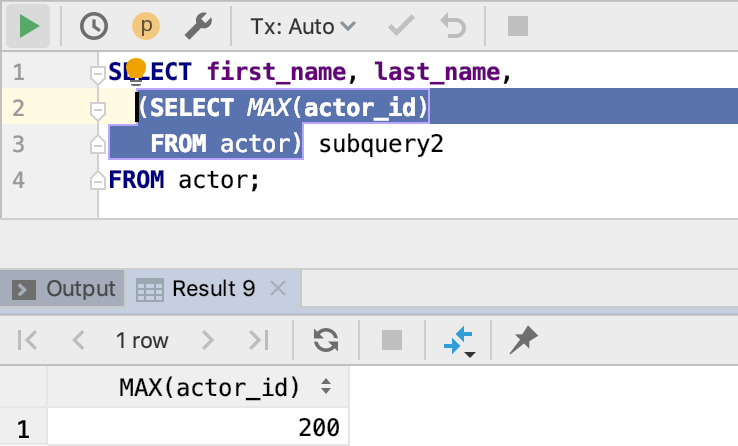 p Tx: Auto
1 SELECT first_name, last_name,
2 (SELECT MAX(actor_id)
3 FROM actor) subquery2
4 FROM actor;
Output Result 9
1 row
MAX(actor_id)
1 200